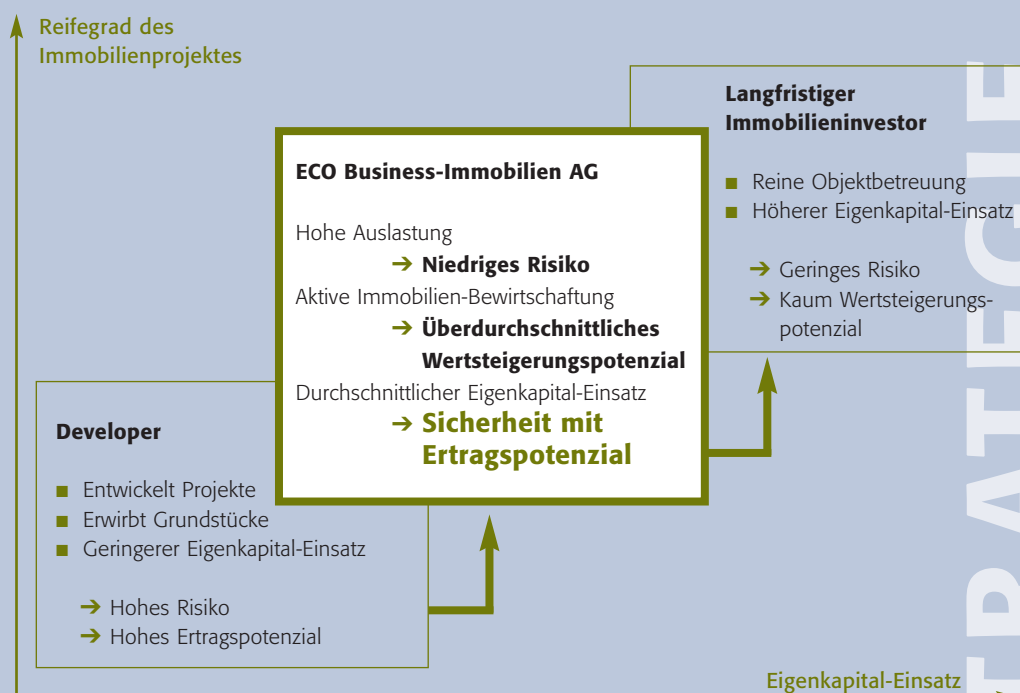 Reifegrad des
Immobilienprojektes
Langfristiger
Immobilieninvestor
■ Reine Objektbetreuung
■ Höherer Eigenkapital-Einsatz
➔ Geringes Risiko
➔ Kaum Wertsteigerungs-
potenzial
ECO Business-Immobilien AG
Hohe Auslastung
➔ Niedriges Risiko
Aktive Immobilien-Bewirtschaftung
➔ Überdurchschnittliches
Wertsteigerungspotenzial
Durchschnittlicher Eigenkapital-Einsatz
➔ Sicherheit mit
Ertragspotenzial
Developer
■ Entwickelt Projekte
■ Erwirbt Grundstücke
■ Geringerer Eigenkapital-Einsatz
➔ Hohes Risiko
➔ Hohes Ertragspotenzial
Eigenkapital-Einsatz